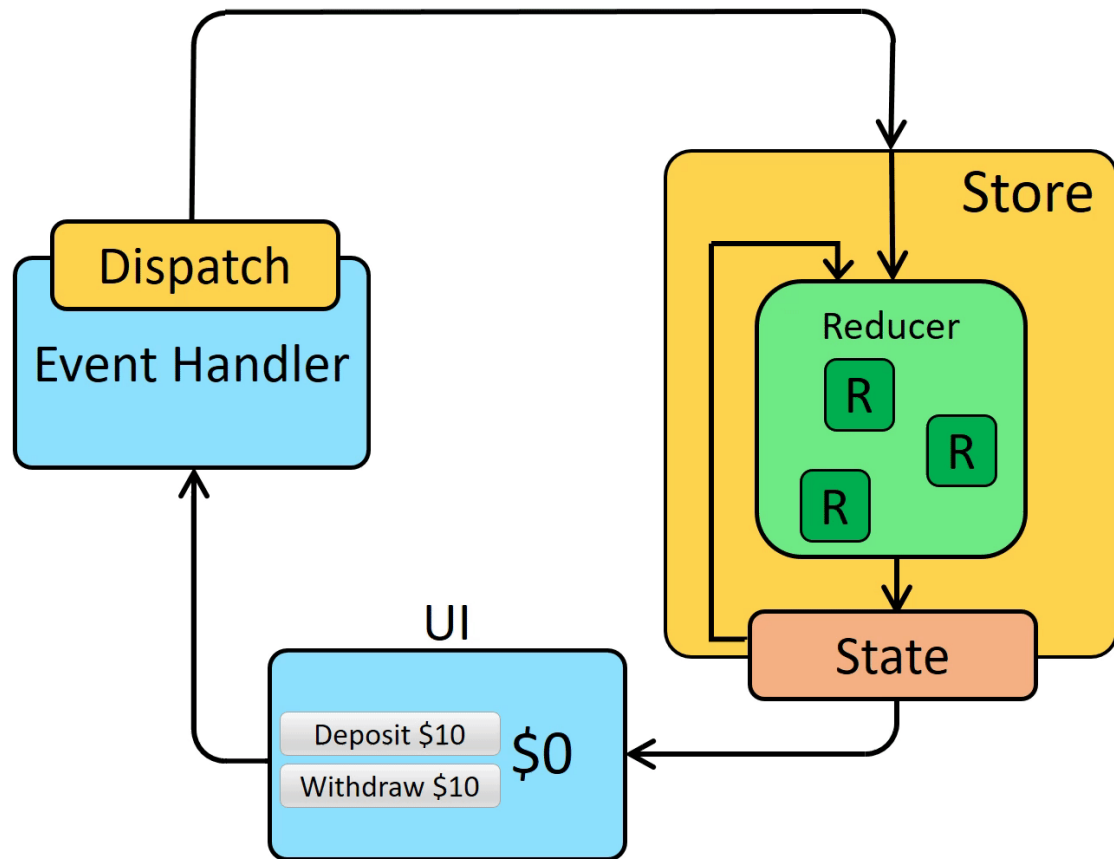 Store
Dispatch
Event Handler
Reducer
R
R
R
State
UI
Deposit $10
$0
Withdraw $10